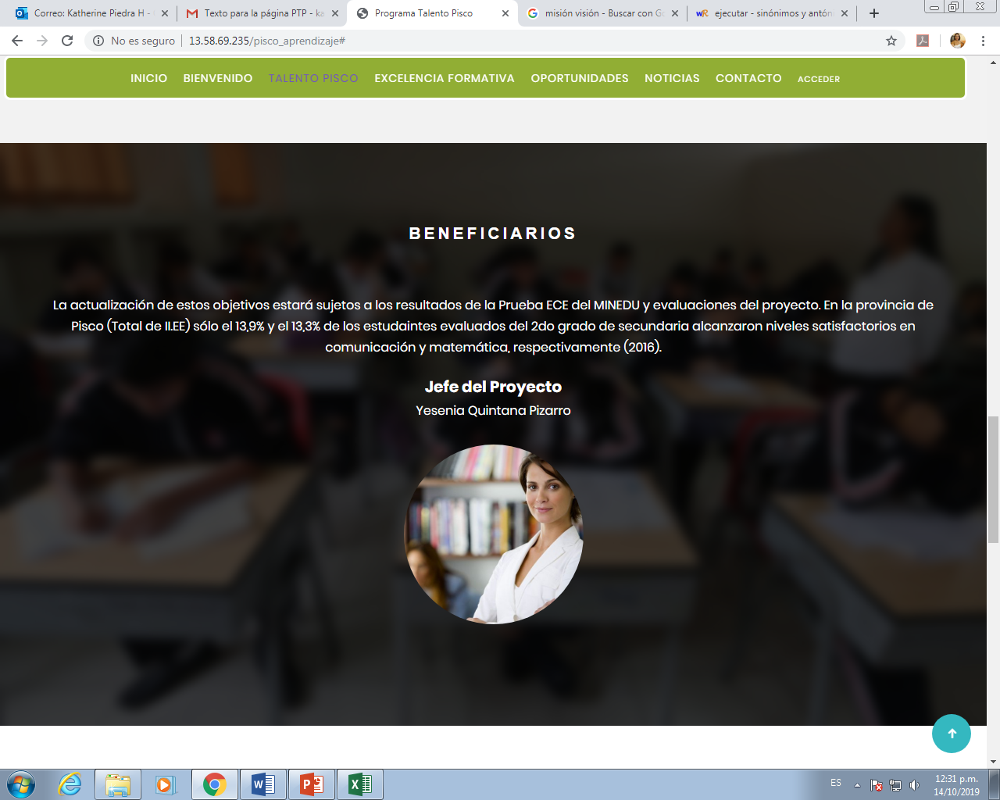 Correo: Katherine Piedra H -
Texto para la página PTP - ka
Programa Talento Pisco
misión visión - Buscar con Go
ejecutar - sinónimos y antón
No es seguro
13.58.69.235/pisco_aprendizaje#
INICIO BIENVENIDO TALENTO PISCO EXCELENCIA FORMATIVA OPORTUNIDADES NOTICIAS CONTACTO ACCEDER
BENEFICIARIOS
La actualización de estos objetivos estará sujetos a los resultados de la Prueba ECE del MINEDU y evaluaciones del proyecto. En la provincia de
Pisco (Total de II.EE) sólo el 13,9% y el 13,3% de los estudaintes evaluados del 2do grado de secundaria alcanzaron niveles satisfactorios en
comunicación y matemática, respectivamente (2016).
Jefe del Proyecto
Yesenia Quintana Pizarro
ES
12:31 p.m.
14/10/2019